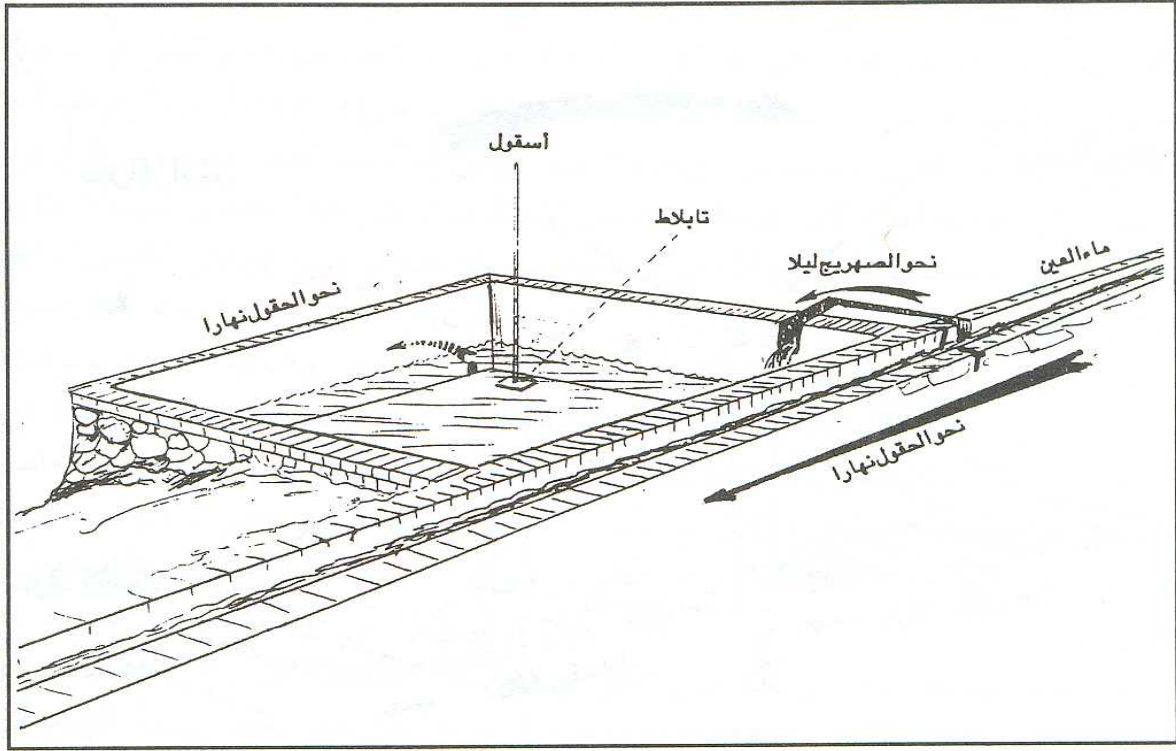 أسقول
تابلاط
ماء العين
نحو الصهريج ليلا
نحو الحقول نهارا
نحو الحقول نهارا